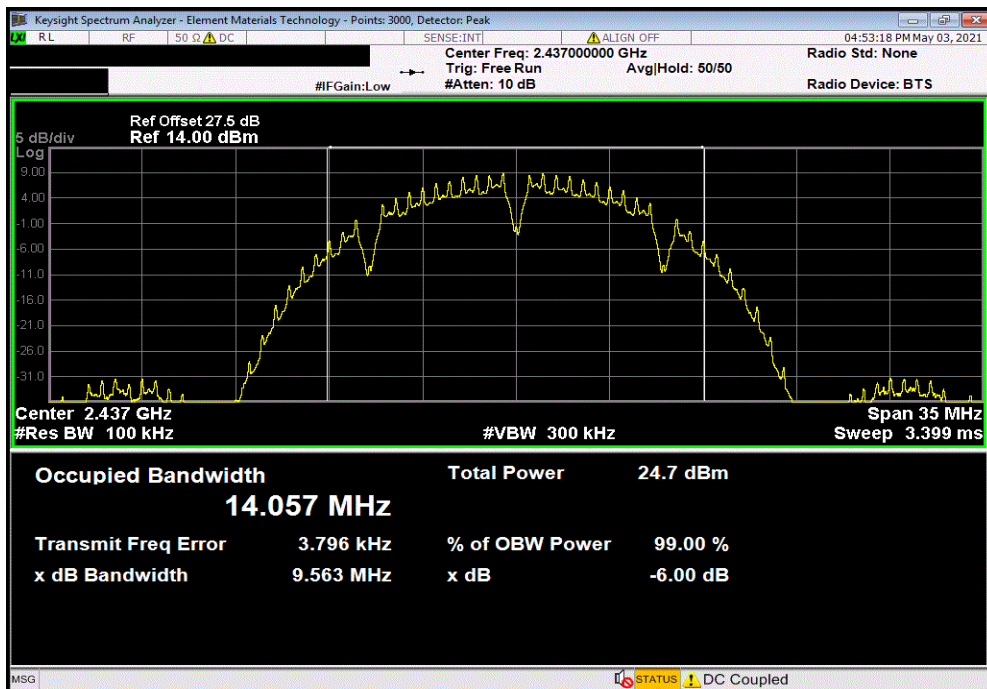 Keysight Spectrum Analyzer - Element Materials Technology - Points: 3000, Detector: Peak
LXI RL RF 50 Ω DC SENSE:INT ALIGN OFF 04:53:18 PM May 03, 2021
Center Freq: 2.437000000 GHz Radio Std: None
Trig: Free Run Avg|Hold: 50/50
#IFGain:Low #Atten: 10 dB Radio Device: BTS
Ref Offset 27.5 dB
5 dB/div Ref 14.00 dBm
Log
9.00
4.00
-1.00
-6.00
-11.0
-16.0
-21.0
-26.0
-31.0
Center 2.437 GHz Span 35 MHz
#Res BW 100 kHz #VBW 300 kHz Sweep 3.399 ms
Occupied Bandwidth Total Power 24.7 dBm
14.057 MHz
Transmit Freq Error 3.796 kHz % of OBW Power 99.00 %
x dB Bandwidth 9.563 MHz x dB -6.00 dB
MSG STATUS DC Coupled